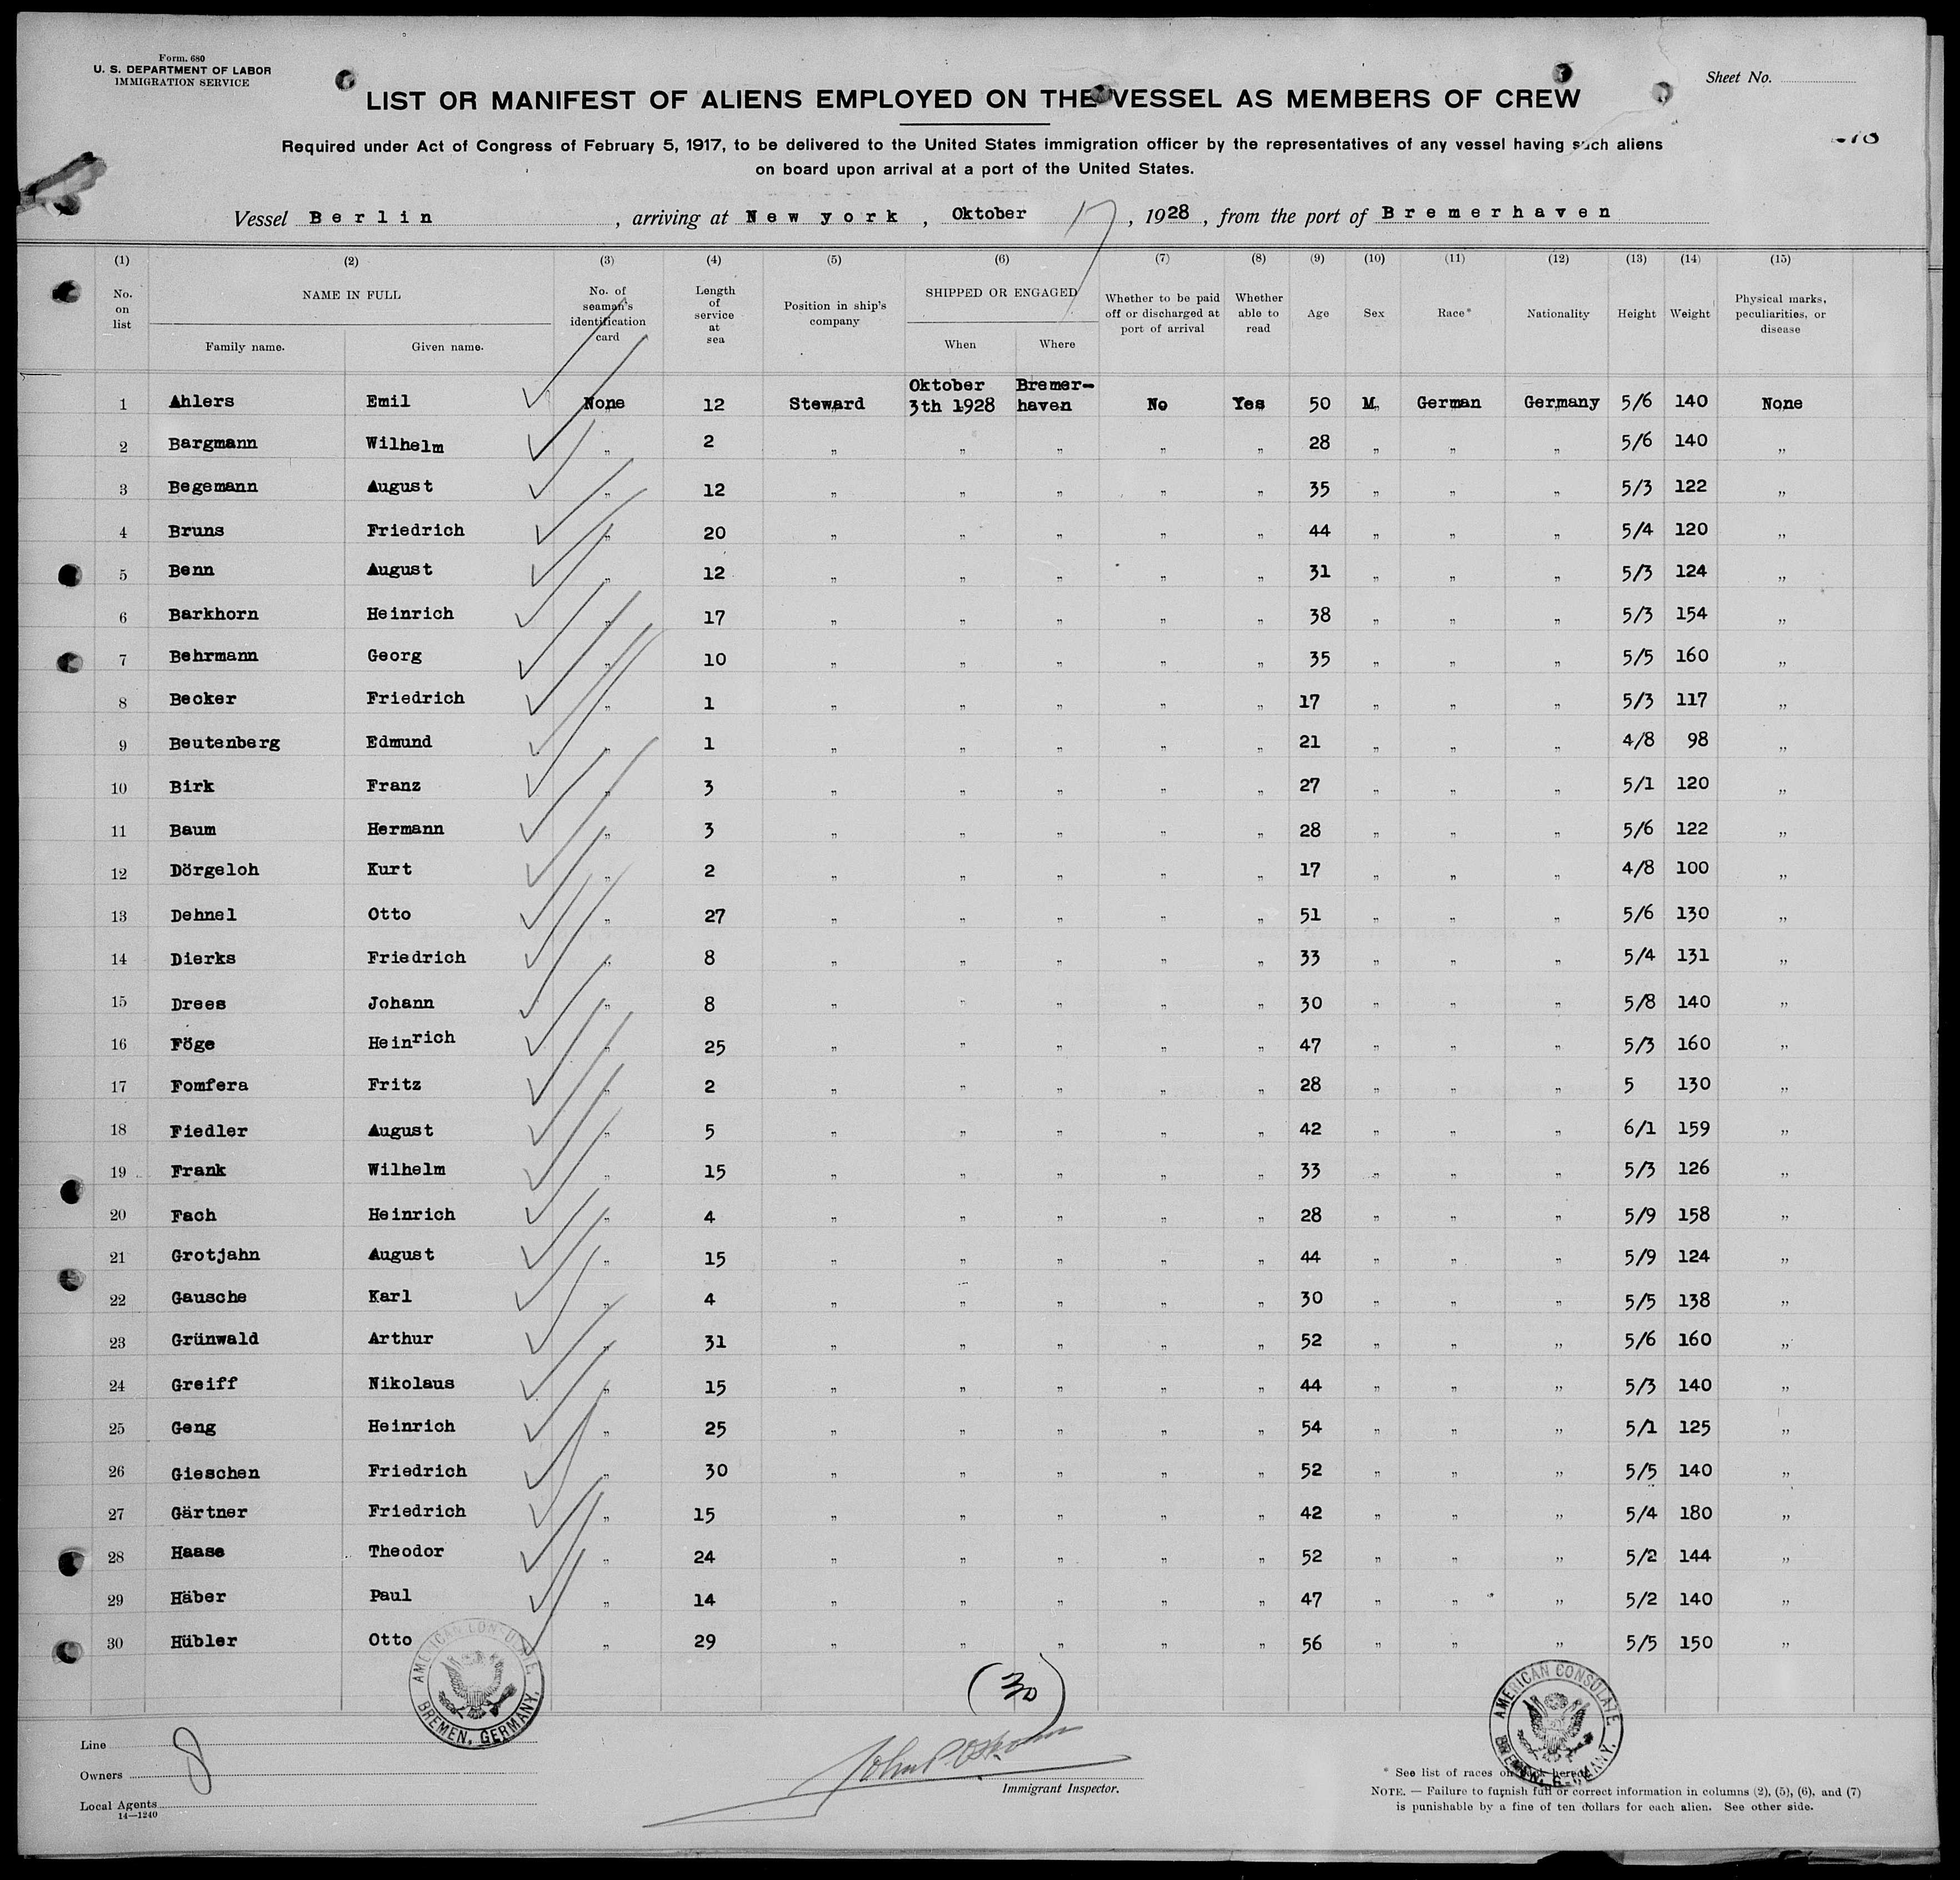 Form. 680
U. S. DEPARTMENT OF LABOR
IMMIGRATION SERVICE
Sheet No.
LIST OR MANIFEST OF ALIENS EMPLOYED ON THE VESSEL AS MEMBERS OF CREW
Required under Act of Congress of February 5, 1917, to be delivered to the United States immigration officer by the representatives of any vessel having such aliens
on board upon arrival at a port of the United States.
Vessel Berlin, arriving at New york, Oktober 17, 1928, from the port of Bremerhaven
(1) (2) (3) (4) (5) (6) (7) (8) (9) (10) (11) (12) (13) (14) (15)
No. on list NAME IN FULL Family name. Given name. No. of seaman's identification card Length of service at sea Position in ship's company SHIPPED OR ENGAGED When Where Whether to be paid off or discharged at port of arrival Whether able to read Age Sex Race* Nationality Height Weight Physical marks, peculiarities, or disease
1 Ahlers Emil None 12 Steward Oktober 3th 1928 Bremer-haven No Yes 50 M. German Germany 5/6 140 None
2 Bargmann Wilhelm " 2 " " " " " 28 " " " 5/6 140 "
3 Begemann August " 12 " " " " " 35 " " " 5/3 122 "
4 Bruns Friedrich " 20 " " " " " 44 " " " 5/4 120 "
5 Benn August " 12 " " " " " 31 " " " 5/3 124 "
6 Barkhorn Heinrich " 17 " " " " " 38 " " " 5/3 154 "
7 Behrmann Georg " 10 " " " " " 35 " " " 5/5 160 "
8 Becker Friedrich " 1 " " " " " 17 " " " 5/3 117 "
9 Beutenberg Edmund " 1 " " " " " 21 " " " 4/8 98 "
10 Birk Franz " 3 " " " " " 27 " " " 5/1 120 "
11 Baum Hermann " 3 " " " " " 28 " " " 5/6 122 "
12 Dörgeloh Kurt " 2 " " " " " 17 " " " 4/8 100 "
13 Dehnel Otto " 27 " " " " " 51 " " " 5/6 130 "
14 Dierks Friedrich " 8 " " " " " 33 " " " 5/4 131 "
15 Drees Johann " 8 " " " " " 30 " " " 5/8 140 "
16 Föge Heinrich " 25 " " " " " 47 " " " 5/3 160 "
17 Fomfera Fritz " 2 " " " " " 28 " " " 5 130 "
18 Fiedler August " 5 " " " " " 42 " " " 6/1 159 "
19 Frank Wilhelm " 15 " " " " " 33 " " " 5/3 126 "
20 Fach Heinrich " 4 " " " " " 28 " " " 5/9 158 "
21 Grotjahn August " 15 " " " " " 44 " " " 5/9 124 "
22 Gausche Karl " 4 " " " " " 30 " " " 5/5 138 "
23 Grünwald Arthur " 31 " " " " " 52 " " " 5/6 160 "
24 Greiff Nikolaus " 15 " " " " " 44 " " " 5/3 140 "
25 Geng Heinrich " 25 " " " " " 54 " " " 5/1 125 "
26 Gieschen Friedrich " 30 " " " " " 52 " " " 5/5 140 "
27 Gärtner Friedrich " 15 " " " " " 42 " " " 5/4 180 "
28 Haase Theodor " 24 " " " " " 52 " " " 5/2 144 "
29 Häber Paul " 14 " " " " " 47 " " " 5/2 140 "
30 Hübler Otto " 29 " " " " " 56 " " " 5/5 150 "
(30)
AMERICAN CONSULATE, BREMEN, GERMANY.
AMERICAN CONSULATE BREMEN, GERMANY.
Line
8
Owners
Local Agents
14—1240
John P.
Immigrant Inspector.
* See list of races on back hereof
NOTE. — Failure to furnish full or correct information in columns (2), (5), (6), and (7)
is punishable by a fine of ten dollars for each alien. See other side.